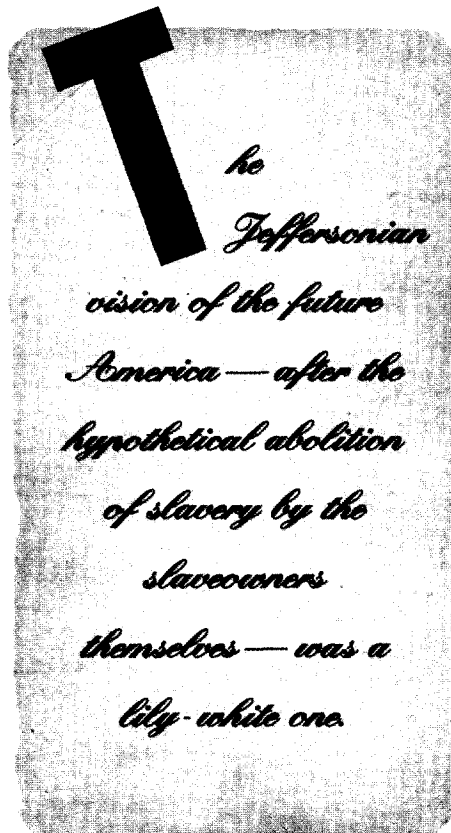 The
Jeffersonian
vision of the future
America — after the
hypothetical abolition
of slavery by the
slaveowners
themselves — was a
lily-white one.